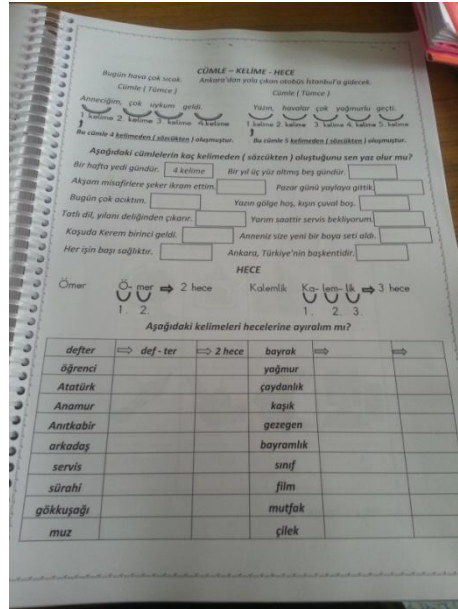 CÜMLE – KELİME - HECE
Bugün hava çok sıcak. Ankara'dan yola çıkan otobüs İstanbul'a gidecek.
Cümle ( Tümce ) Cümle ( Tümce )
Anneciğim, çok uykum geldi. Yazın, havalar çok yağmurlu geçti.
1. kelime 2. kelime 3. kelime 4.kelime 1. kelime 2. kelime 3. kelime 4. kelime 5. kelime
Bu cümle 4 kelimeden ( sözcükten ) oluşmuştur. Bu cümle 5 kelimeden ( sözcükten ) oluşmuştur.
Aşağıdaki cümlelerin kaç kelimeden ( sözcükten ) oluştuğunu sen yaz olur mu?
Bir hafta yedi gündür. 4 kelime Bir yıl üç yüz altmış beş gündür.
Akşam misafirlere şeker ikram ettim. Pazar günü yaylaya gittik
Bugün çok acıktım. Yazın gölge hoş, kışın çuval boş.
Tatlı dil, yılanı deliğinden çıkarır. Yarım saattir servis bekliyorum.
Koşuda Kerem birinci geldi. Anneniz size yeni bir boya seti aldı.
Her işin başı sağlıktır. Ankara, Türkiye'nin başkentidir.
HECE
Ömer Ö- mer ⇨ 2 hece Kalemlik Ka- lem- lik ⇨ 3 hece
1. 2. 1. 2. 3.
Aşağıdaki kelimeleri hecelerine ayıralım mı?
defter ⇨ def - ter ⇨ 2 hece bayrak ⇨ ⇨
öğrenci yağmur
Atatürk çaydanlık
Anamur kaşık
Anıtkabir gezegen
arkadaş bayramlık
servis sınıf
sürahi film
gökkuşağı mutfak
muz çilek